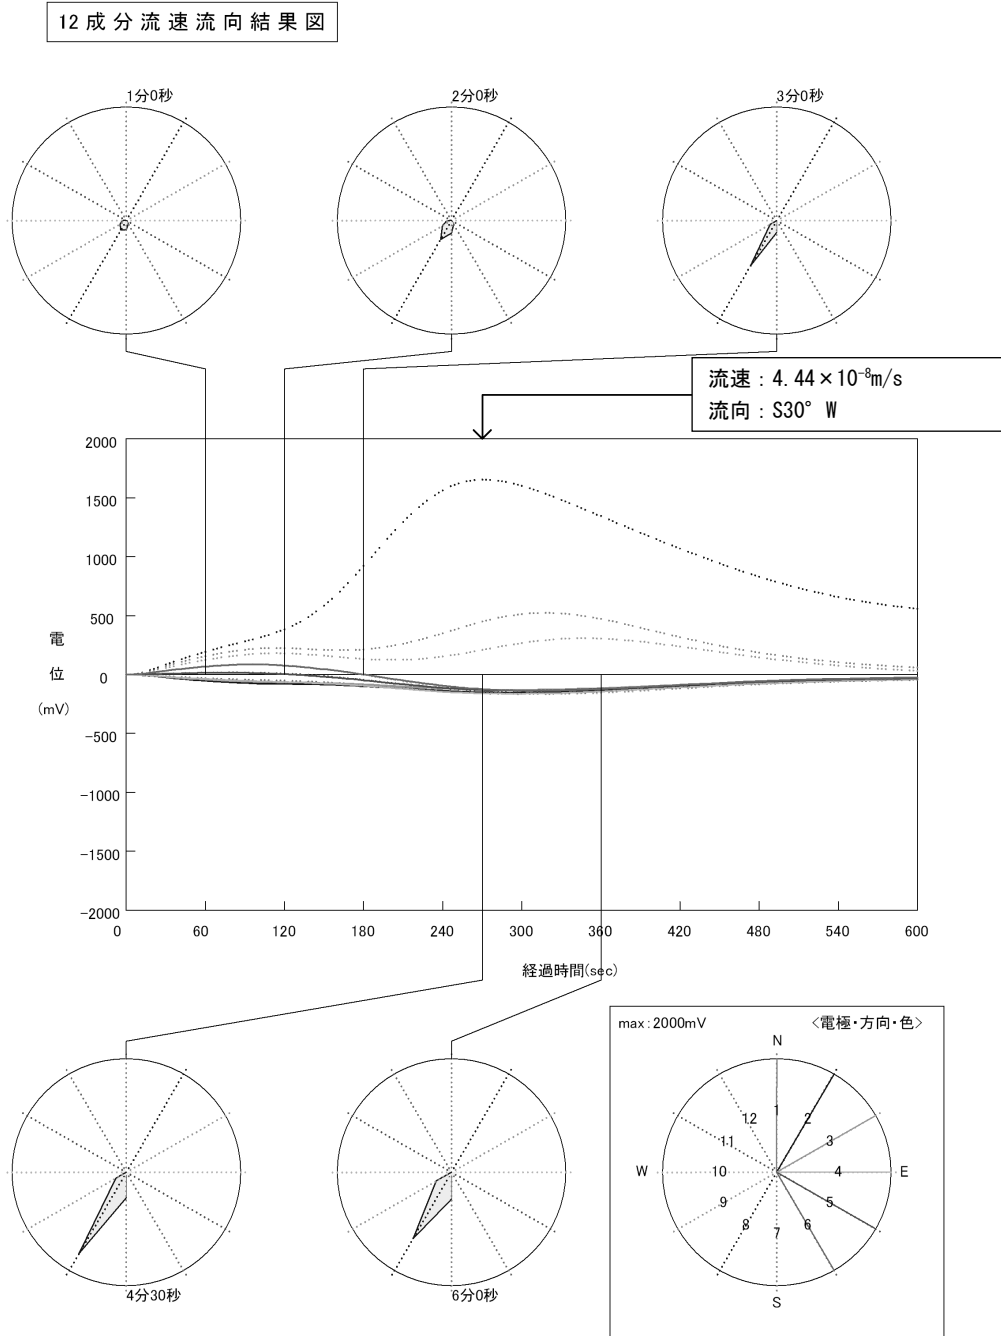 12成分流速流向結果図
1分0秒
2分0秒
3分0秒
流速：4.44×10⁻⁸m/s
流向：S30°W
2000
1500
1000
500
0
-500
-1000
-1500
-2000
電位
(mV)
0 60 120 180 240 300 360 420 480 540 600
経過時間(sec)
4分30秒
6分0秒
max:2000mV
<電極・方向・色>
N
12 1 2
11 3
W 10 4 E
9 5
8 7 6
S